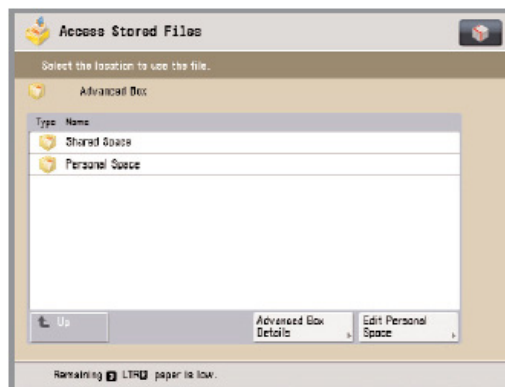 Access Stored Files
Select the location to use the file.
Advanced Box
Type Name
Shared Space
Personal Space
Up
Advanced Box Details
Edit Personal Space
Remaining 2 LTR paper is low.